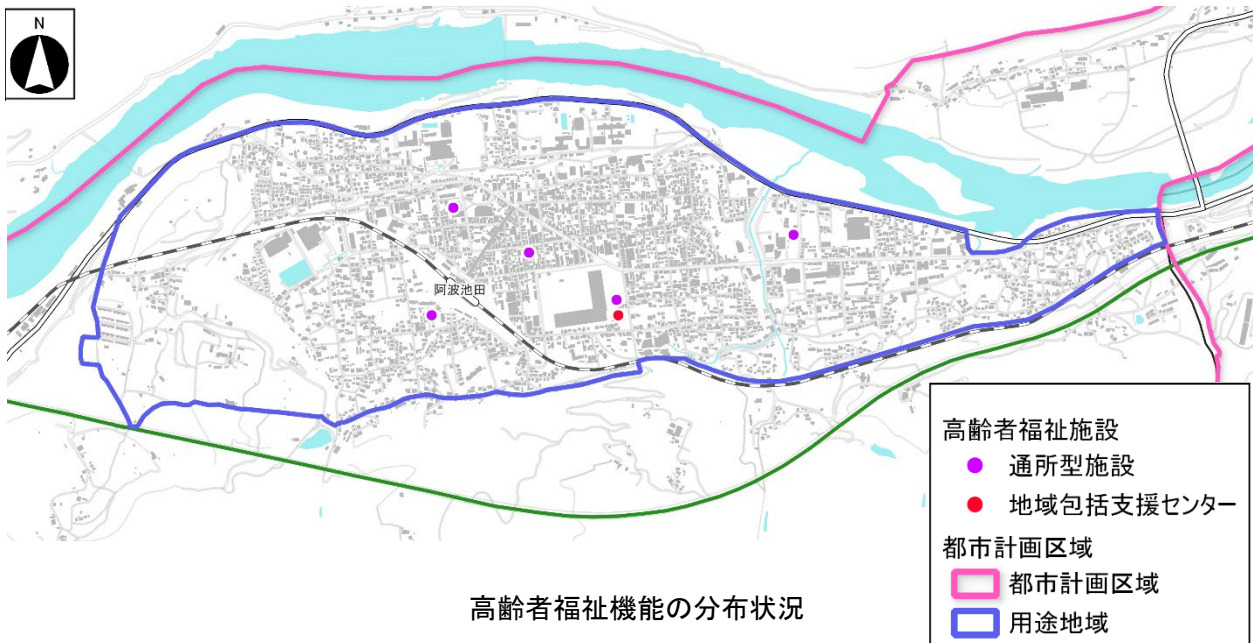 N
阿波池田
高齢者福祉施設
通所型施設
地域包括支援センター
都市計画区域
都市計画区域
用途地域
高齢者福祉機能の分布状況